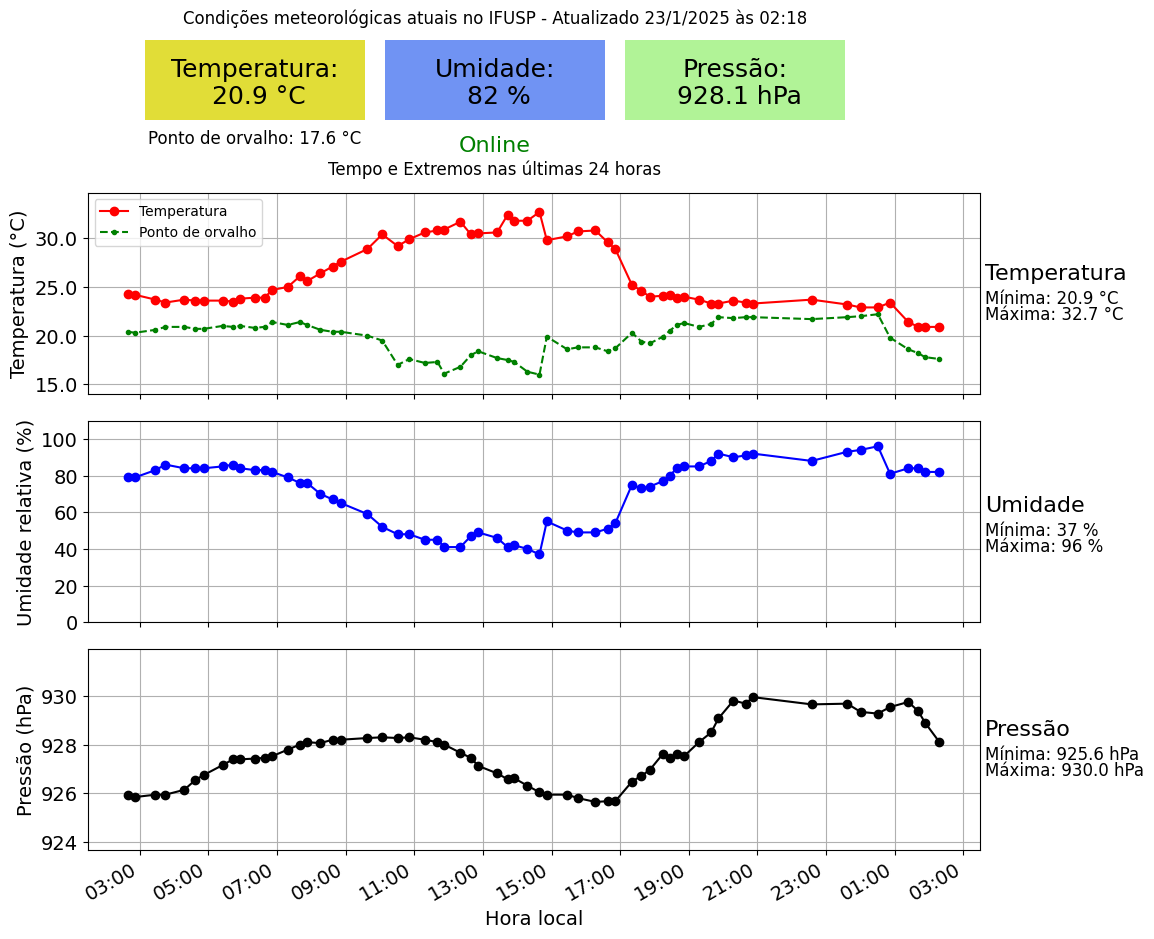 Condições meteorológicas atuais no IFUSP - Atualizado 23/1/2025 às 02:18
Temperatura:
20.9 °C
Umidade:
82 %
Pressão:
928.1 hPa
Ponto de orvalho: 17.6 °C
Online
Tempo e Extremos nas últimas 24 horas
Temperatura (°C)
30.0
25.0
20.0
15.0
Temperatura
Ponto de orvalho
Temperatura
Mínima: 20.9 °C
Máxima: 32.7 °C
Umidade relativa (%)
100
80
60
40
20
0
Umidade
Mínima: 37 %
Máxima: 96 %
Pressão (hPa)
930
928
926
924
Pressão
Mínima: 925.6 hPa
Máxima: 930.0 hPa
03:00 05:00 07:00 09:00 11:00 13:00 15:00 17:00 19:00 21:00 23:00 01:00 03:00
Hora local